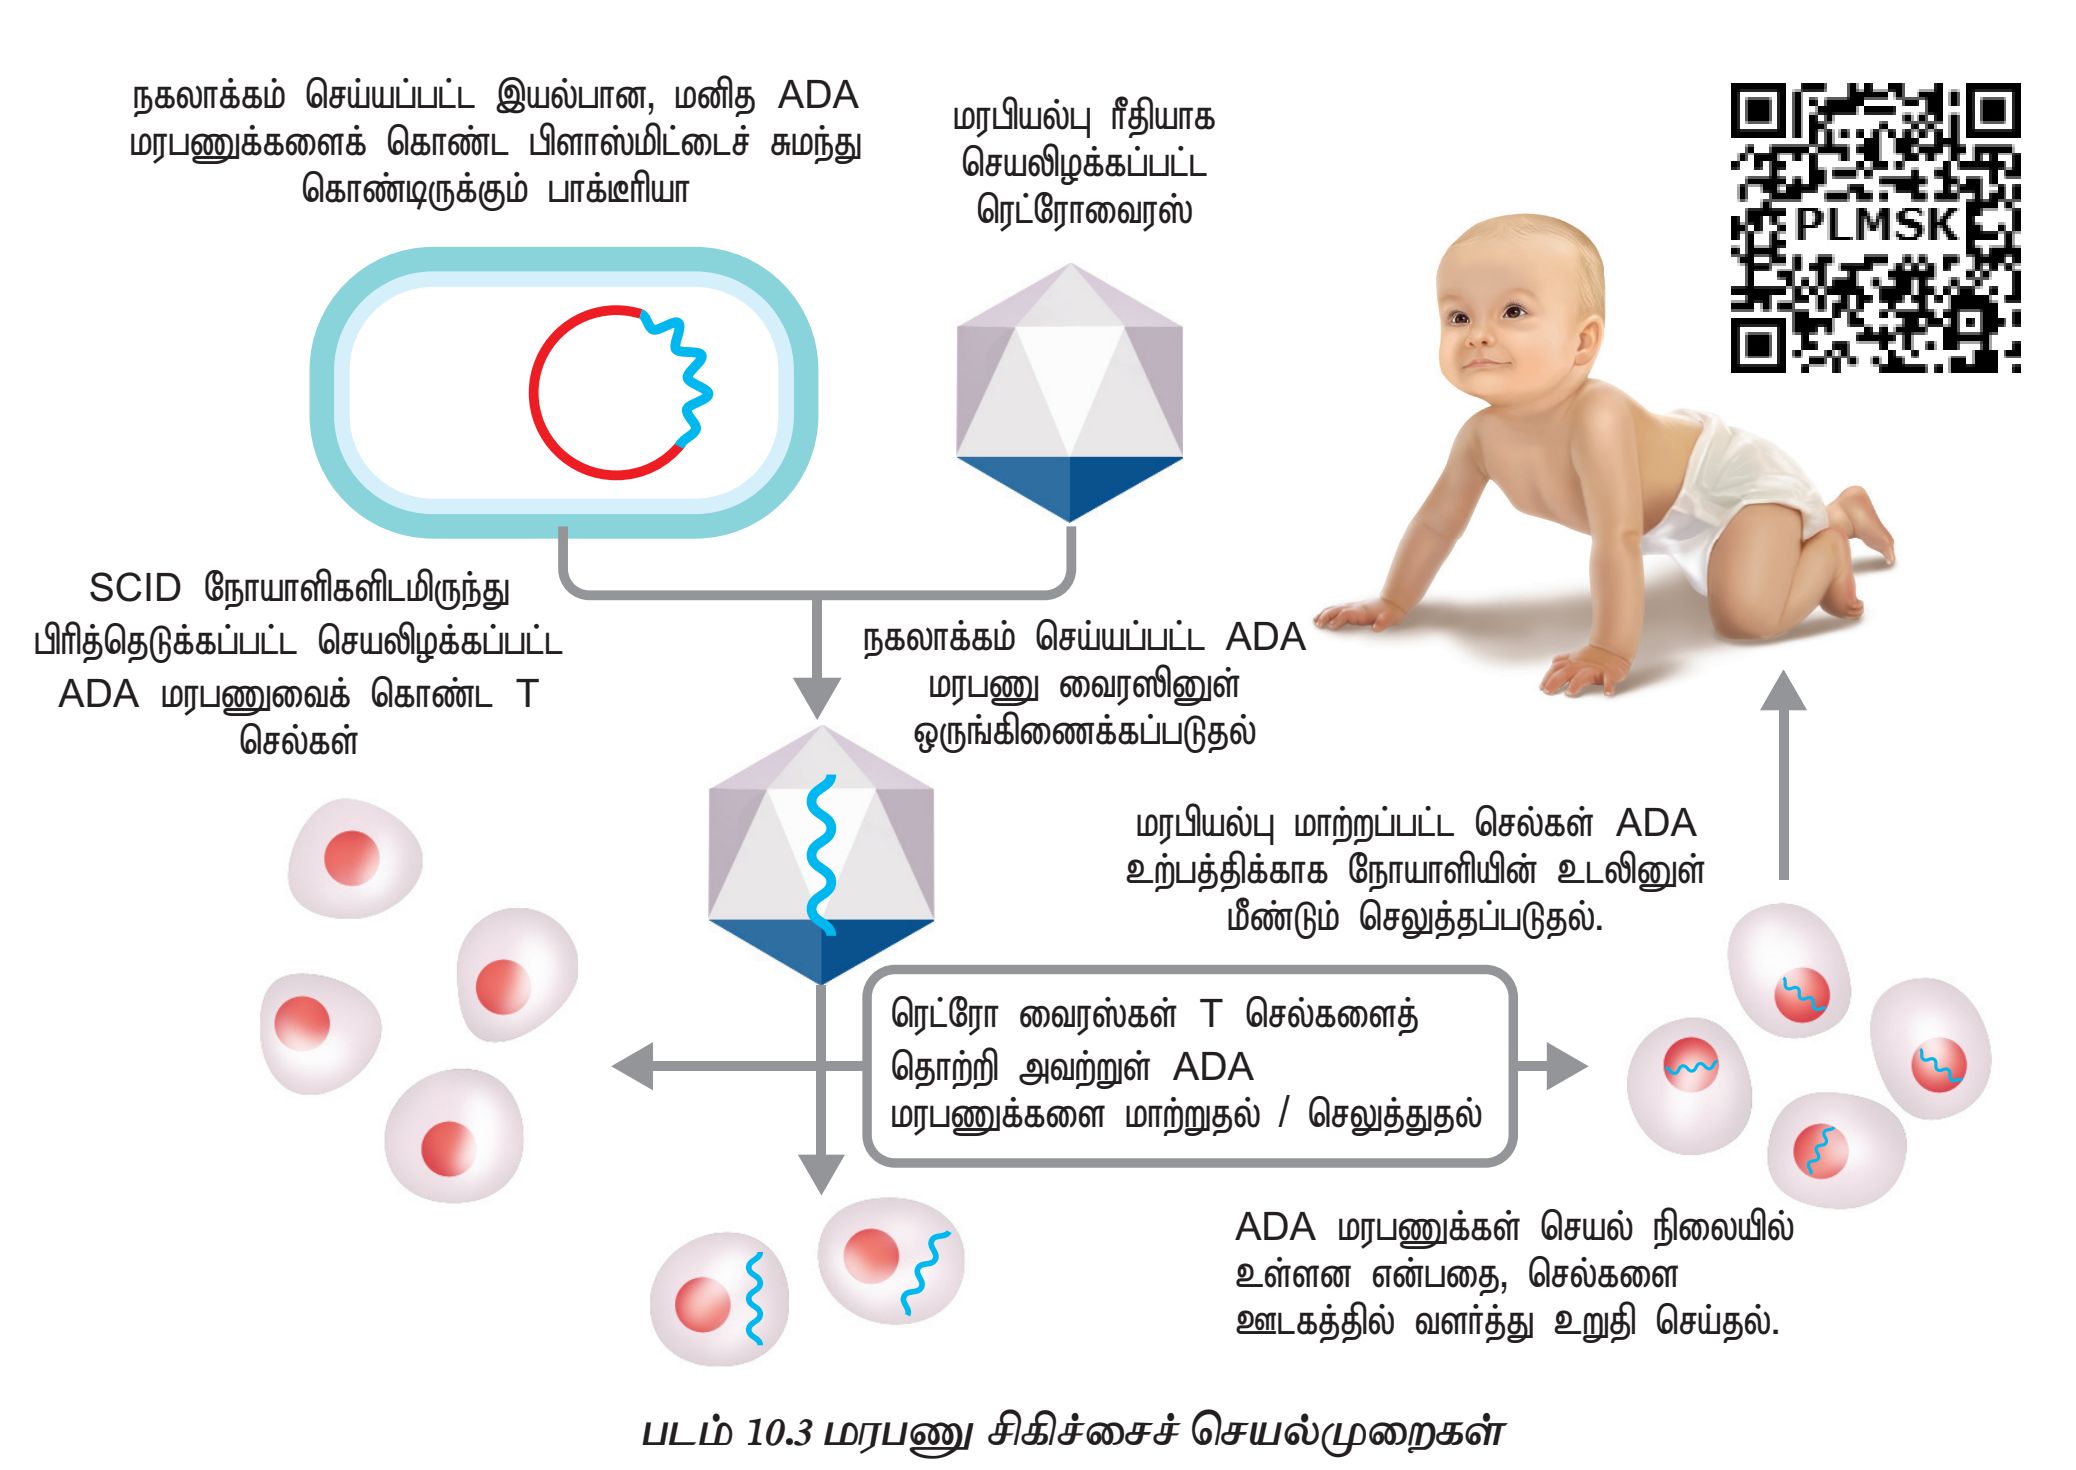 நகலாக்கம் செய்யப்பட்ட இயல்பான, மனித ADA
மரபணுக்களைக் கொண்ட பிளாஸ்மிட்டைச் சுமந்து
கொண்டிருக்கும் பாக்டீரியா
மரபியல்பு ரீதியாக
செயலிழக்கப்பட்ட
ரெட்ரோவைரஸ்
PLMSK
SCID நோயாளிகளிடமிருந்து
பிரித்தெடுக்கப்பட்ட செயலிழக்கப்பட்ட
ADA மரபணுவைக் கொண்ட T
செல்கள்
நகலாக்கம் செய்யப்பட்ட ADA
மரபணு வைரஸினுள்
ஒருங்கிணைக்கப்படுதல்
மரபியல்பு மாற்றப்பட்ட செல்கள் ADA
உற்பத்திக்காக நோயாளியின் உடலினுள்
மீண்டும் செலுத்தப்படுதல்.
ரெட்ரோ வைரஸ்கள் T செல்களைத்
தொற்றி அவற்றுள் ADA
மரபணுக்களை மாற்றுதல் / செலுத்துதல்
ADA மரபணுக்கள் செயல் நிலையில்
உள்ளன என்பதை, செல்களை
ஊடகத்தில் வளர்த்து உறுதி செய்தல்.
படம் 10.3 மரபணு சிகிச்சைச் செயல்முறைகள்